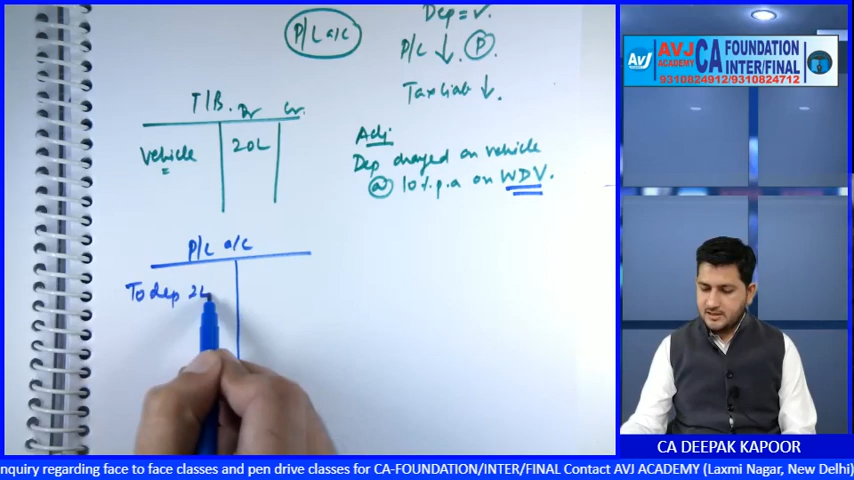 Dep = ✓.
P/L a/c
P/L ↓. P.
Tax liab ↓.
T/B. Dr Cr.
vehicle 20L
Adj:
Dep charged on vehicle
@ 10%.p.a on WDV.
P/L a/c
To dep 2L
AVJ
AVJ ACADEMY
CA FOUNDATION INTER/FINAL
9310824912/9310824712
CA DEEPAK KAPOOR
nquiry regarding face to face classes and pen drive classes for CA-FOUNDATION/INTER/FINAL Contact AVJ ACADEMY (Laxmi Nagar, New Delhi)